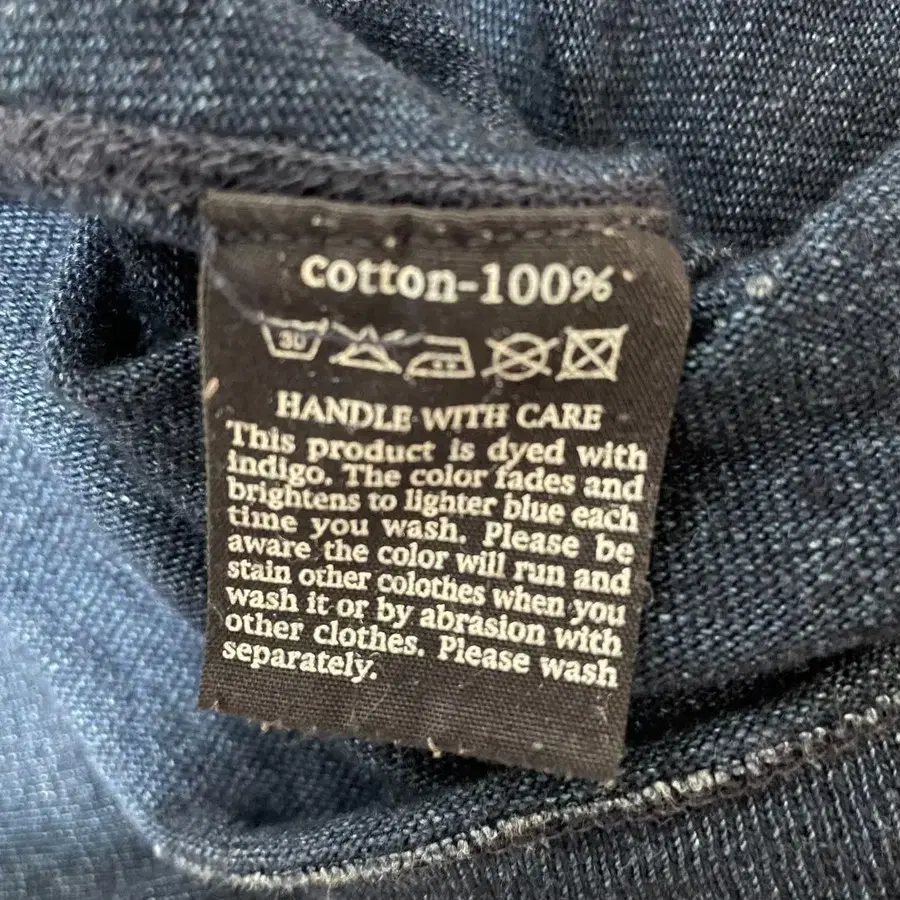 cotton-100%
30
HANDLE WITH CARE
This product is dyed with
indigo. The color fades and
brightens to lighter blue each
time you wash. Please be
aware the color will run and
stain other colothes when you
wash it or by abrasion with
other clothes. Please wash
separately.